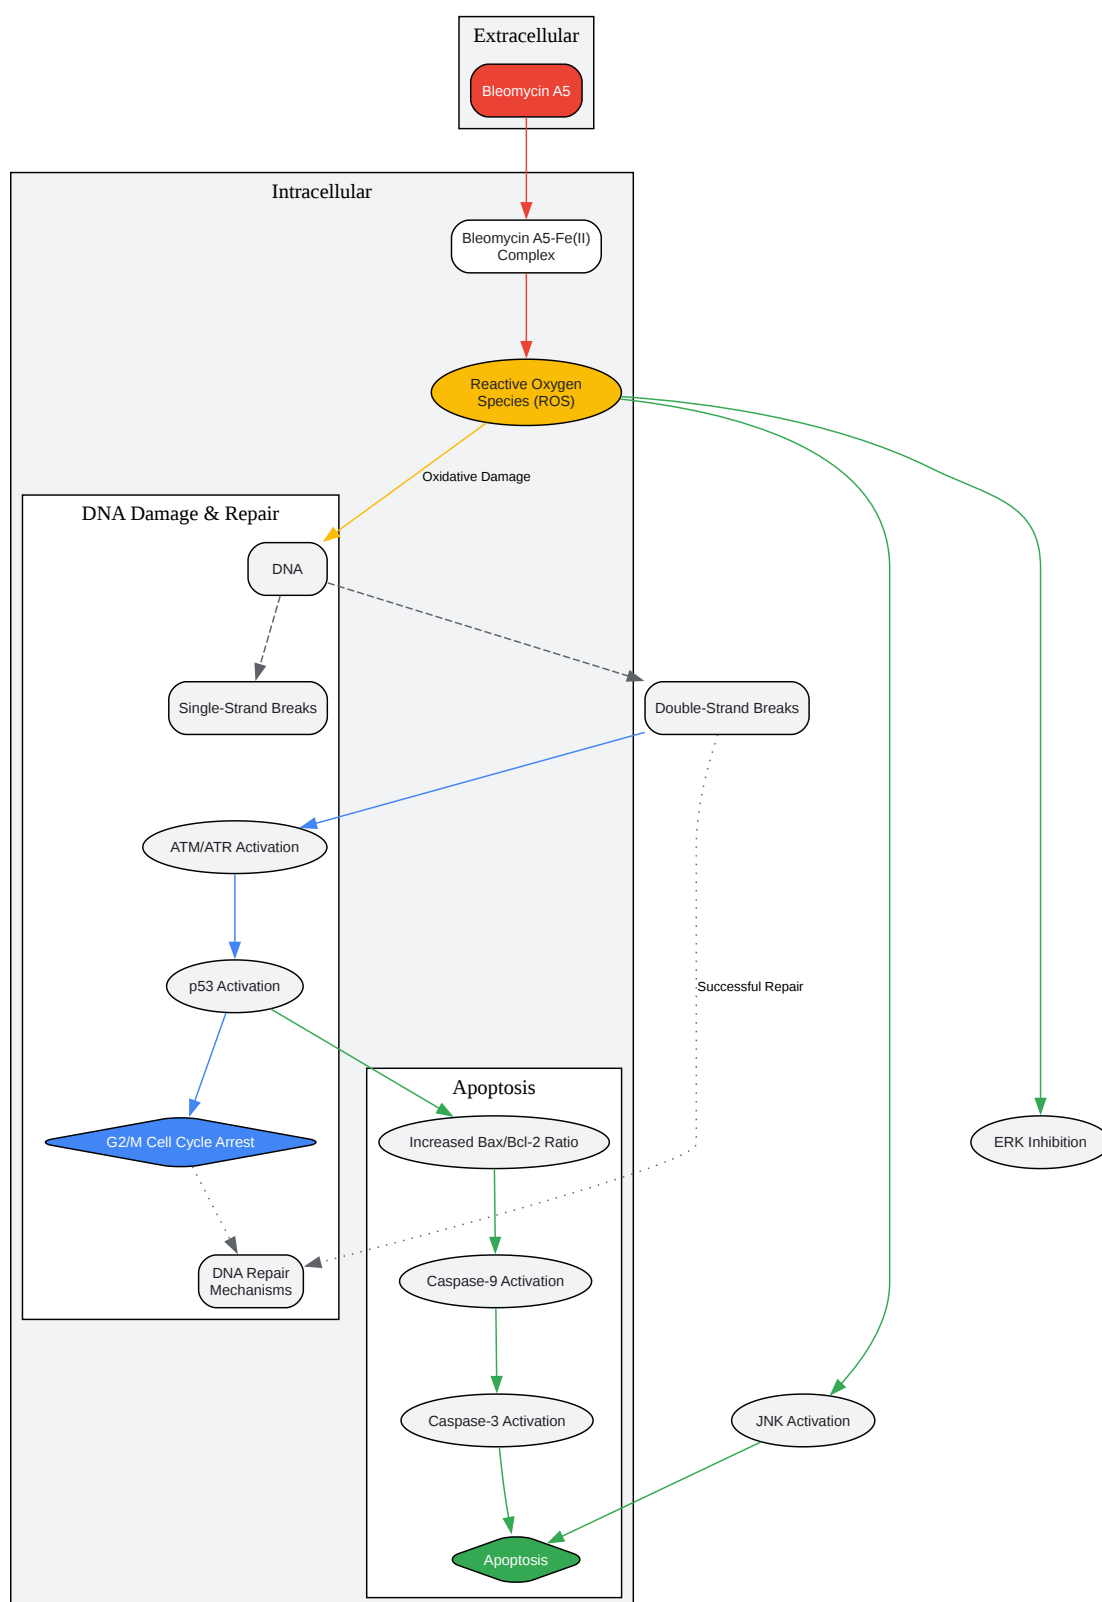 Extracellular
Bleomycin A5
Intracellular
Bleomycin A5-Fe(II)
Complex
Reactive Oxygen
Species (ROS)
Oxidative Damage
DNA Damage & Repair
DNA
Single-Strand Breaks
Double-Strand Breaks
ATM/ATR Activation
p53 Activation
Successful Repair
Apoptosis
G2/M Cell Cycle Arrest
Increased Bax/Bcl-2 Ratio
ERK Inhibition
DNA Repair
Mechanisms
Caspase-9 Activation
Caspase-3 Activation
JNK Activation
Apoptosis